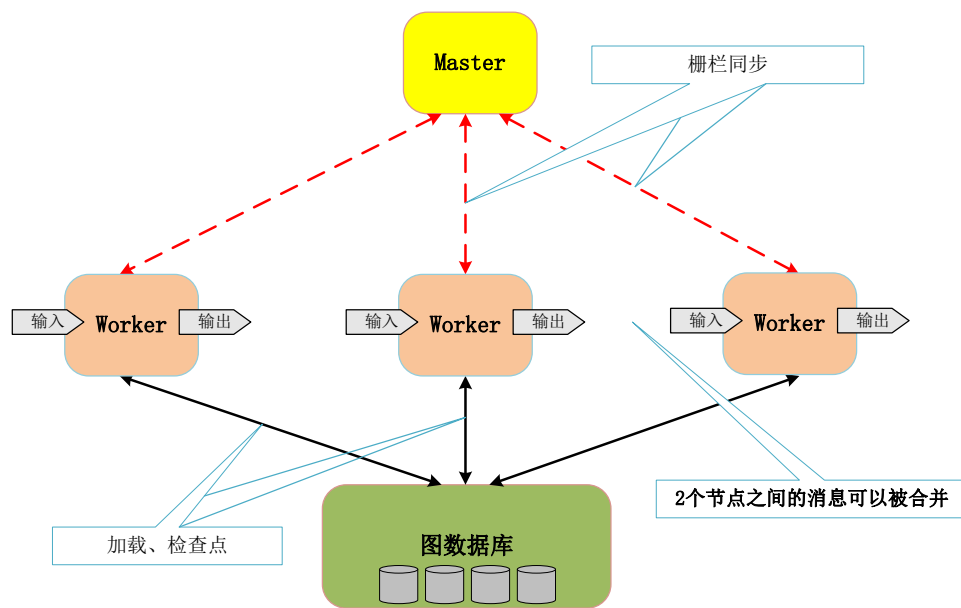 Master
栅栏同步
输入
Worker
输出
输入
Worker
输出
输入
Worker
输出
2个节点之间的消息可以被合并
加载、检查点
图数据库